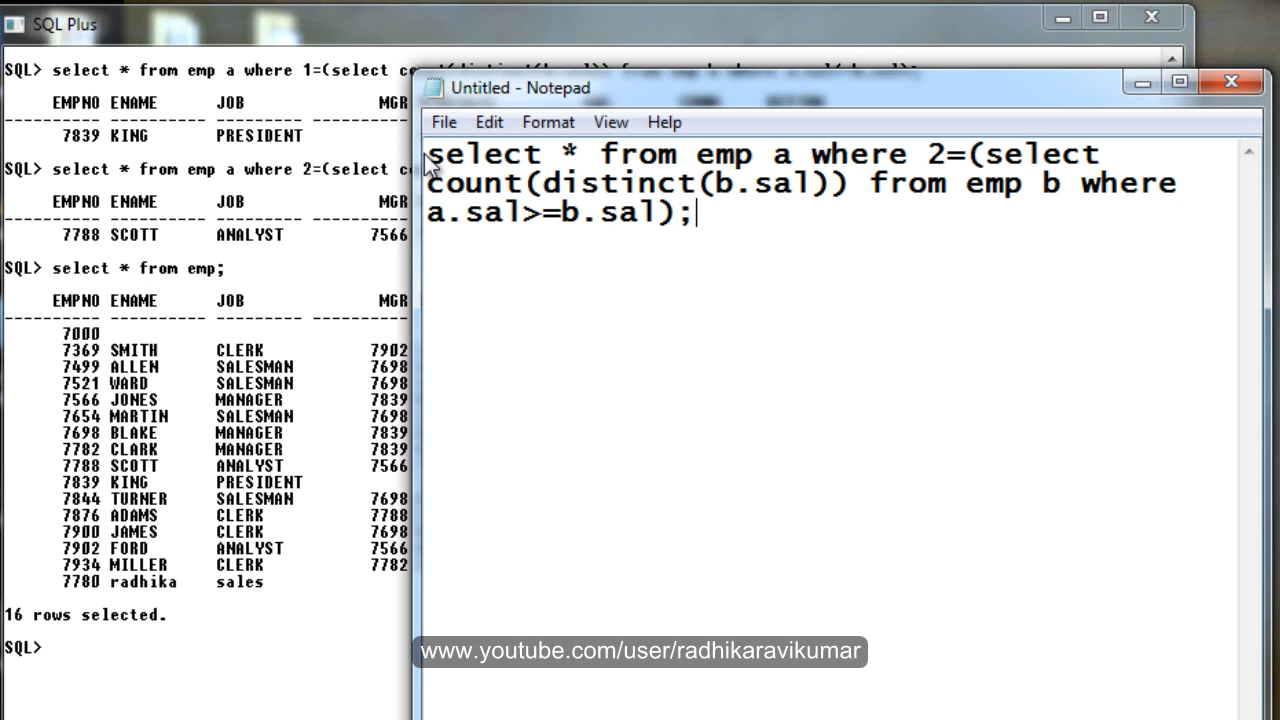 SQL Plus
SQL> select * from emp a where 1=(select
EMPNO ENAME JOB MGR
---------- ---------- --------- ----------
7839 KING PRESIDENT
SQL> select * from emp a where 2=(select
EMPNO ENAME JOB MGR
---------- ---------- --------- ----------
7788 SCOTT ANALYST 7566
SQL> select * from emp;
EMPNO ENAME JOB MGR
---------- ---------- --------- ----------
7000
7369 SMITH CLERK 7902
7499 ALLEN SALESMAN 7698
7521 WARD SALESMAN 7698
7566 JONES MANAGER 7839
7654 MARTIN SALESMAN 7698
7698 BLAKE MANAGER 7839
7782 CLARK MANAGER 7839
7788 SCOTT ANALYST 7566
7839 KING PRESIDENT
7844 TURNER SALESMAN 7698
7876 ADAMS CLERK 7788
7900 JAMES CLERK 7698
7902 FORD ANALYST 7566
7934 MILLER CLERK 7782
7780 radhika sales
16 rows selected.
SQL>
Untitled - Notepad
File Edit Format View Help
select * from emp a where 2=(select
count(distinct(b.sal)) from emp b where
a.sal>=b.sal);
www.youtube.com/user/radhikaravikumar